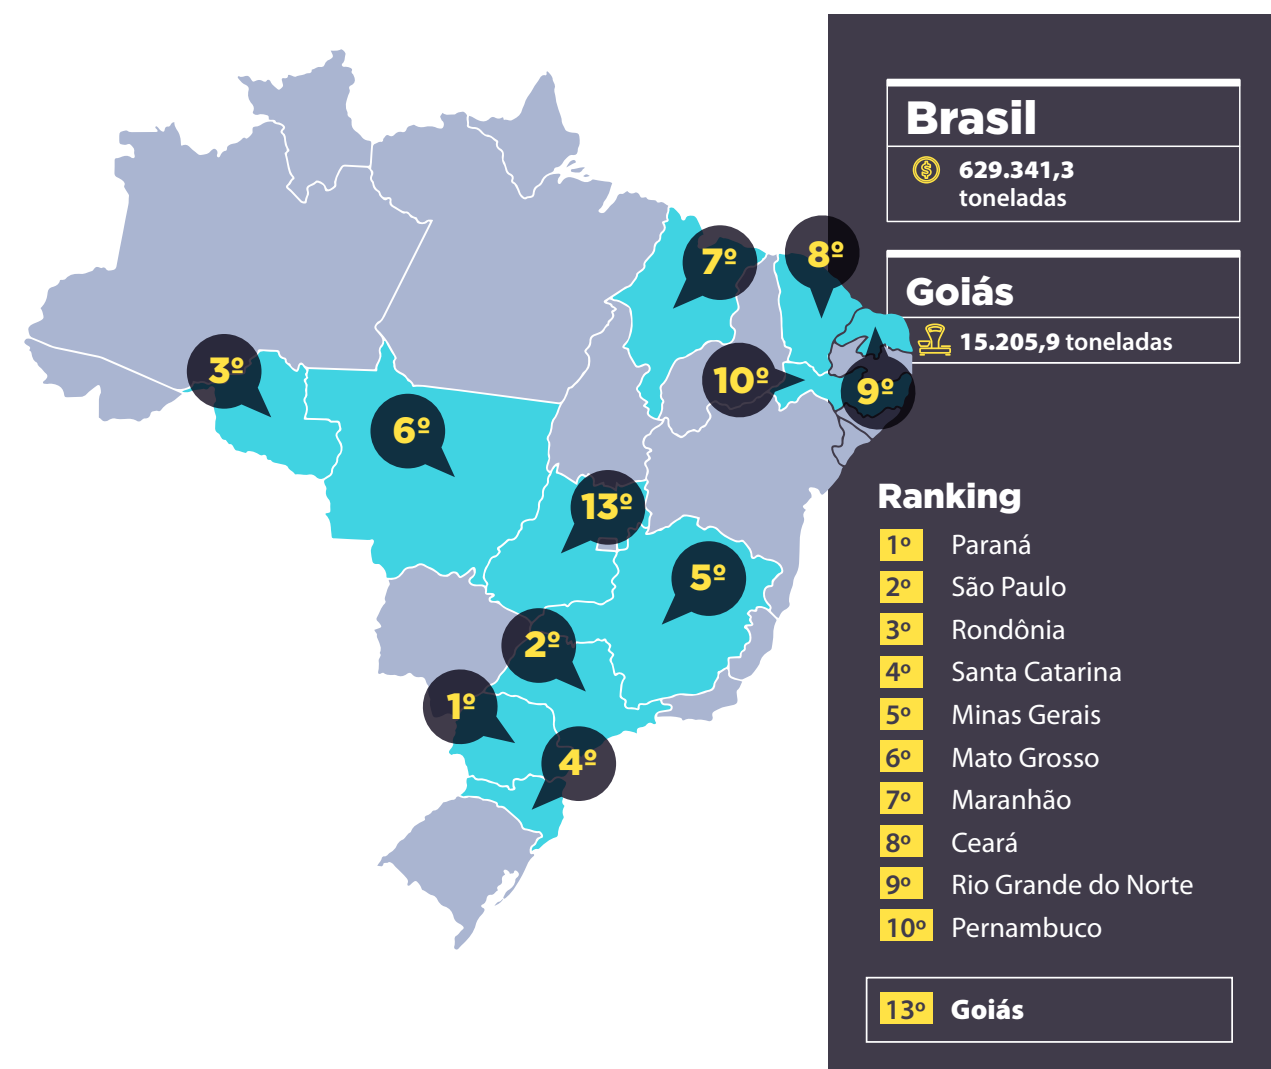 Brasil
629.341,3
toneladas
Goiás
15.205,9 toneladas
7º
8º
3º
10º
9º
6º
13º
5º
2º
1º
4º
Ranking
1º Paraná
2º São Paulo
3º Rondônia
4º Santa Catarina
5º Minas Gerais
6º Mato Grosso
7º Maranhão
8º Ceará
9º Rio Grande do Norte
10º Pernambuco
13º Goiás